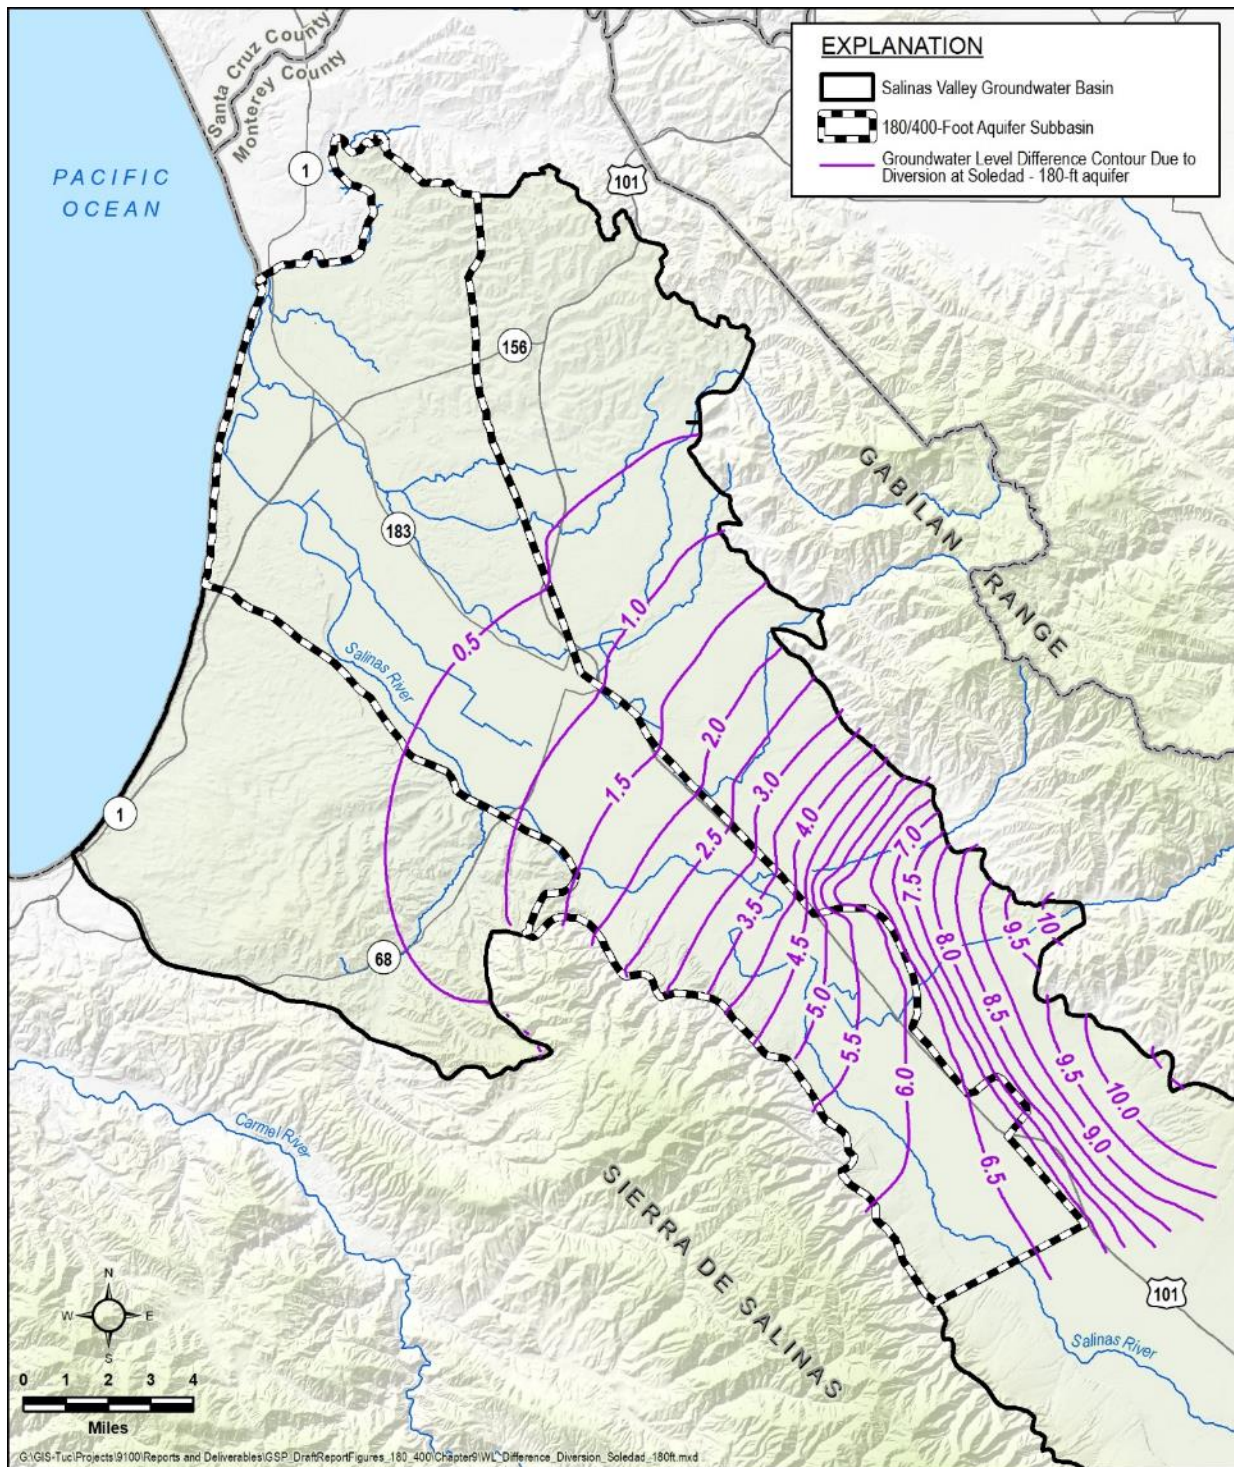 EXPLANATION
Salinas Valley Groundwater Basin
180/400-Foot Aquifer Subbasin
Groundwater Level Difference Contour Due to
Diversion at Soledad - 180-ft aquifer
Santa Cruz County
Monterey County
PACIFIC
OCEAN
1
101
156
183
GABILAN
RANGE
0.5
1.0
1.5
2.0
2.5
3.0
3.5
4.0
4.5
5.0
5.5
6.0
6.5
7.0
7.5
8.0
8.5
9.0
9.5
9.5
10
10.0
Salinas River
1
68
Carmel River
SIERRA DE SALINAS
101
Salinas River
N
W
E
S
0 1 2 3 4
Miles
G:\GIS-Tuc\Projects\9100\Reports and Deliverables\GSP_DraftReportFigures_180_400\Chapter9\WL_Difference_Diversion_Soledad_180ft.mxd